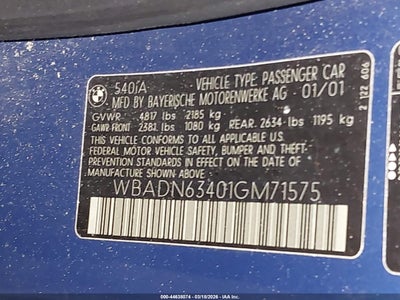 540iA VEHICLE TYPE PASSENGER CAR
MFD BY BAYERISCHE MOTORENWERKE AG 01/01
GVWR 4817 lbs 2185 kg
GAWR-FRONT 2381 lbs 1080 kg REAR: 2634 lbs 1195 kg
THIS VEHICLE CONFORMS TO ALL APPLICABLE
FEDERAL MOTOR VEHICLE SAFETY, BUMPER,
AND THEFT PREVENTION
STANDARDS IN EFFECT ON THE DATE OF
MANUFACTURE SHOWN ABOVE:
WBADN63401GM71575
2 122 606
000-44638074 - 03/19/2026 - IAA Inc.